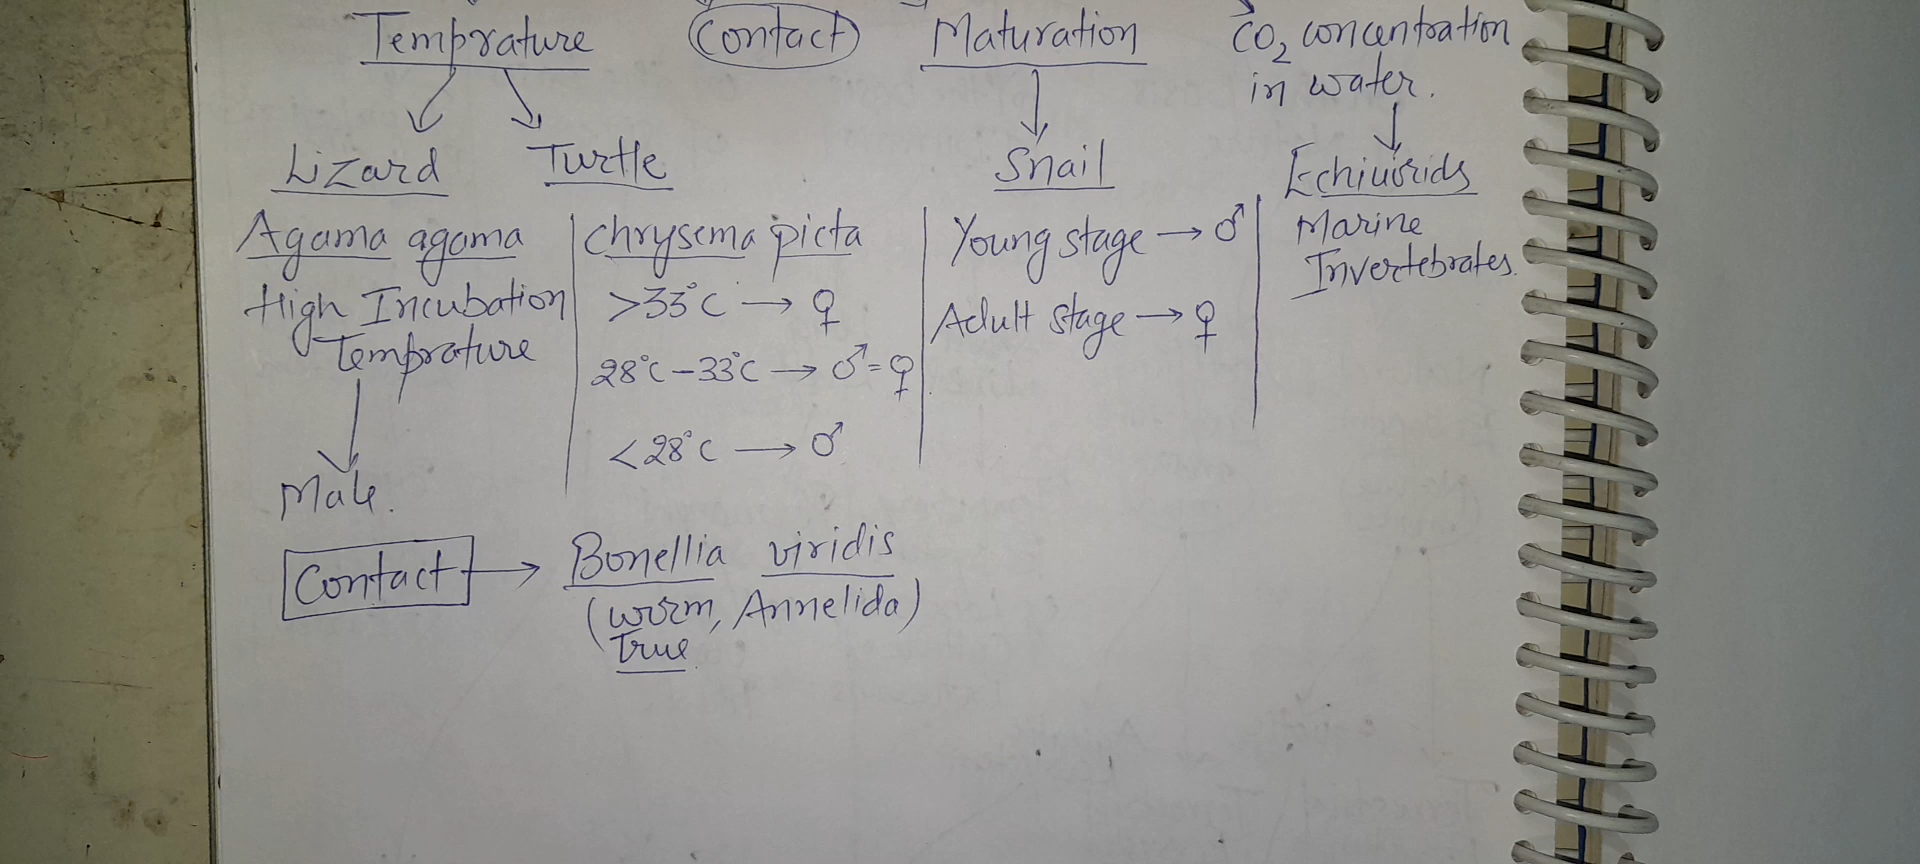 Temprature
Contact
Maturation
CO₂ concentration
in water.
Lizard
Turtle
Snail
Echiuirids
Agama agama
High Incubation
Temprature
Male.
chrysema picta
>33°C → ♀
28°C-33°C → ♂=♀
<28°C → ♂
Young stage → ♂
Adult stage → ♀
Marine
Invertebrates.
Contact → Bonellia viridis
(worm, Annelida)
True